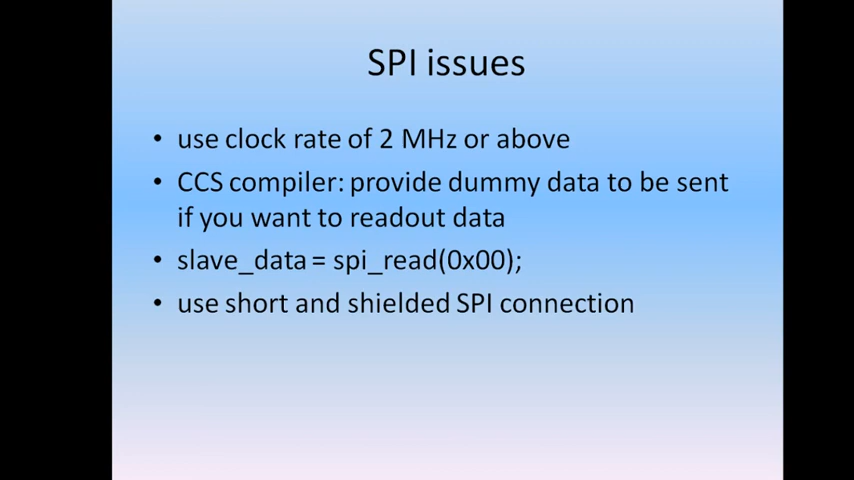 SPI issues
• use clock rate of 2 MHz or above
• CCS compiler: provide dummy data to be sent
if you want to readout data
• slave_data = spi_read(0x00);
• use short and shielded SPI connection